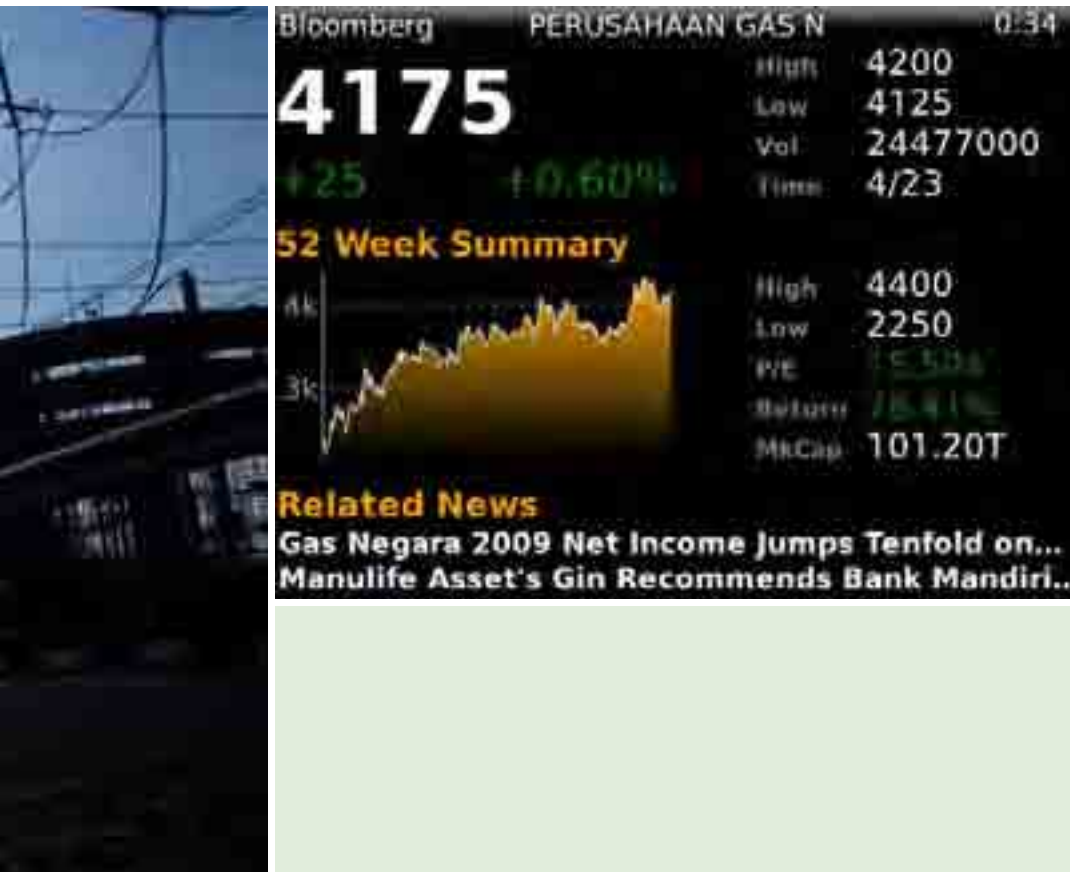 Bloomberg PERUSAHAAN GAS N 0:34
4175
+25 +0.60%
High 4200
Low 4125
Vol 24477000
Time 4/23
52 Week Summary
4k
3k
High 4400
Low 2250
P/E
Return
MkCap 101.20T
Related News
Gas Negara 2009 Net Income Jumps Tenfold on...
Manulife Asset's Gin Recommends Bank Mandiri...